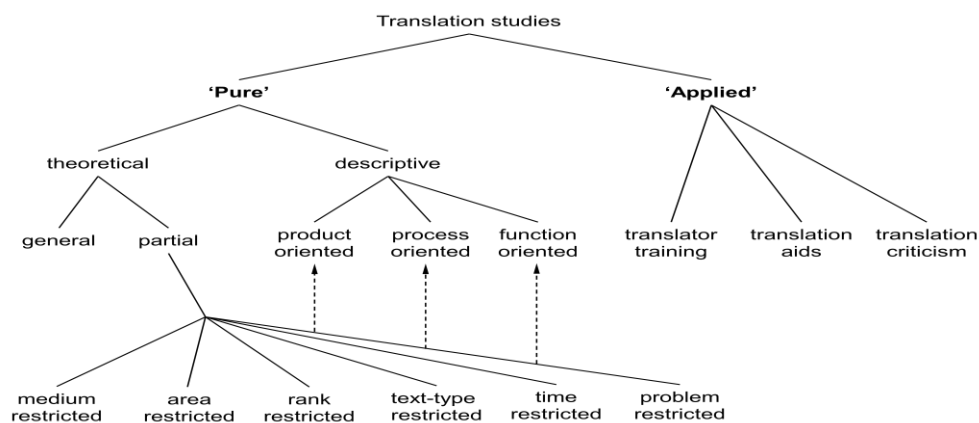 Translation studies
‘Pure’
‘Applied’
theoretical
descriptive
general
partial
product
oriented
process
oriented
function
oriented
translator
training
translation
aids
translation
criticism
medium
restricted
area
restricted
rank
restricted
text-type
restricted
time
restricted
problem
restricted